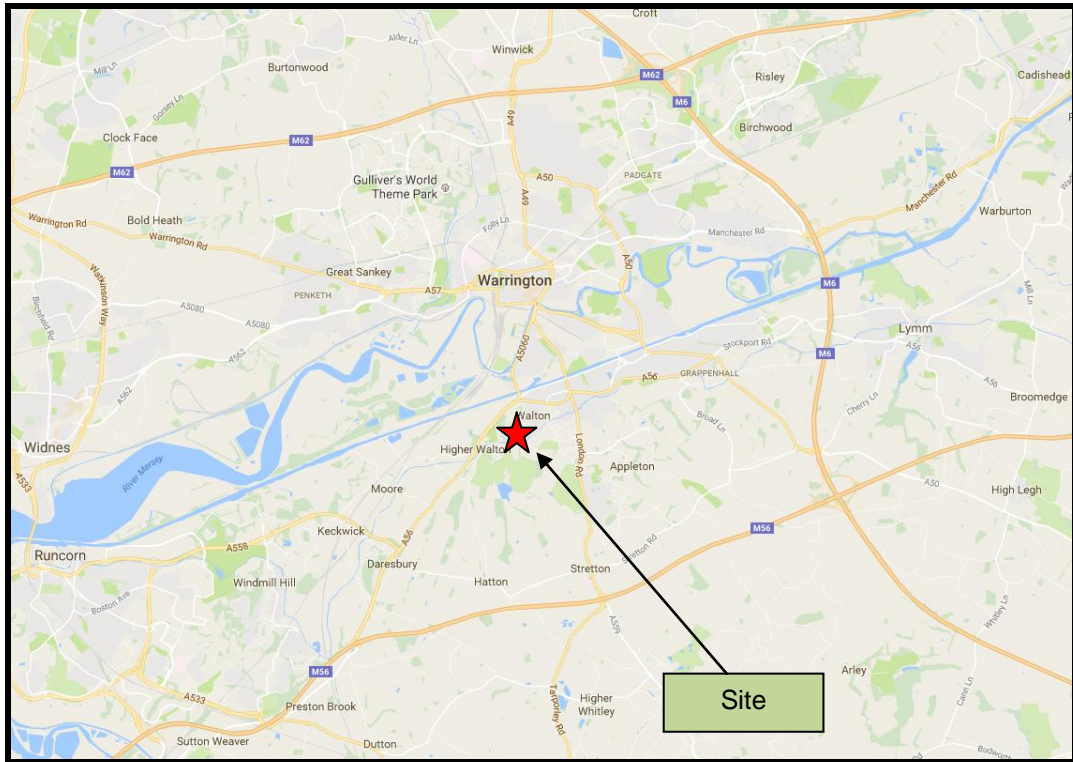 Croft
Alder Ln
Winwick
Burtonwood
Mill Ln
M62
Risley
Cadishead
Gorsey Ln
M6
A49
Birchwood
Clock Face
M62
M62
Gulliver's World
Theme Park
A50
PADGATE
A49
Manchester Rd
Warrington Rd
Bold Heath
Warrington Rd
Folly Ln
Manchester Rd
Warburton
Great Sankey
A50
Watkinson Way
Warrington
PENKETH
A57
M6
Mill Ln
Birchfield Rd
A5080
A5080
Lymm
A562
A5060
Stockport Rd
M6
A56
A56
GRAPPENHALL
A56
A562
Broomedge
Walton
Broad Ln
Cherry Ln
Widnes
Higher Walton
London Rd
Appleton
A533
River Mersey
A50
High Legh
Moore
Keckwick
A56
M56
Runcorn
A558
Daresbury
Stretton Rd
Windmill Hill
Hatton
Stretton
Boston Ave
A559
Whitley Ln
M56
Arley
Site
A533
Tarporley Rd
Higher
Whitley
Cann Ln
Preston Brook
Sutton Weaver
Dutton